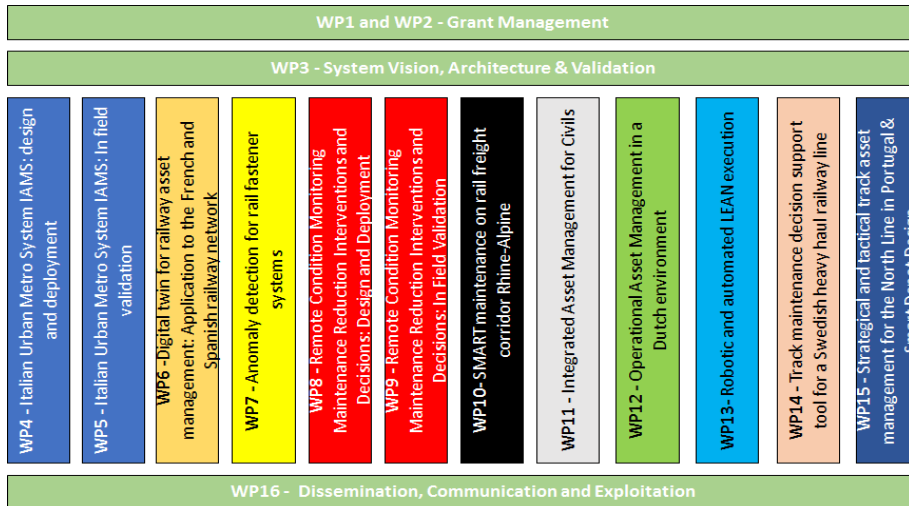 WP1 and WP2 - Grant Management
WP3 - System Vision, Architecture & Validation
WP4 - Italian Urban Metro System IAMS: design
and deployment
WP5 - Italian Urban Metro System IAMS: In field
validation
WP6 -Digital twin for railway asset
management: Application to the French and
Spanish railway network
WP7 - Anomaly detection for rail fastener
systems
WP8 - Remote Condition Monitoring
Maintenance Reduction Interventions and
Decisions: Design and Deployment
WP9 - Remote Condition Monitoring
Maintenance Reduction Interventions and
Decisions: In Field Validation
WP10- SMART maintenance on rail freight
corridor Rhine-Alpine
WP11 - Integrated Asset Management for Civils
WP12 - Operational Asset Management in a
Dutch environment
WP13- Robotic and automated LEAN execution
WP14 - Track maintenance decision support
tool for a Swedish heavy haul railway line
WP15 - Strategical and tactical track asset
management for the North Line in Portugal &
WP16 - Dissemination, Communication and Exploitation